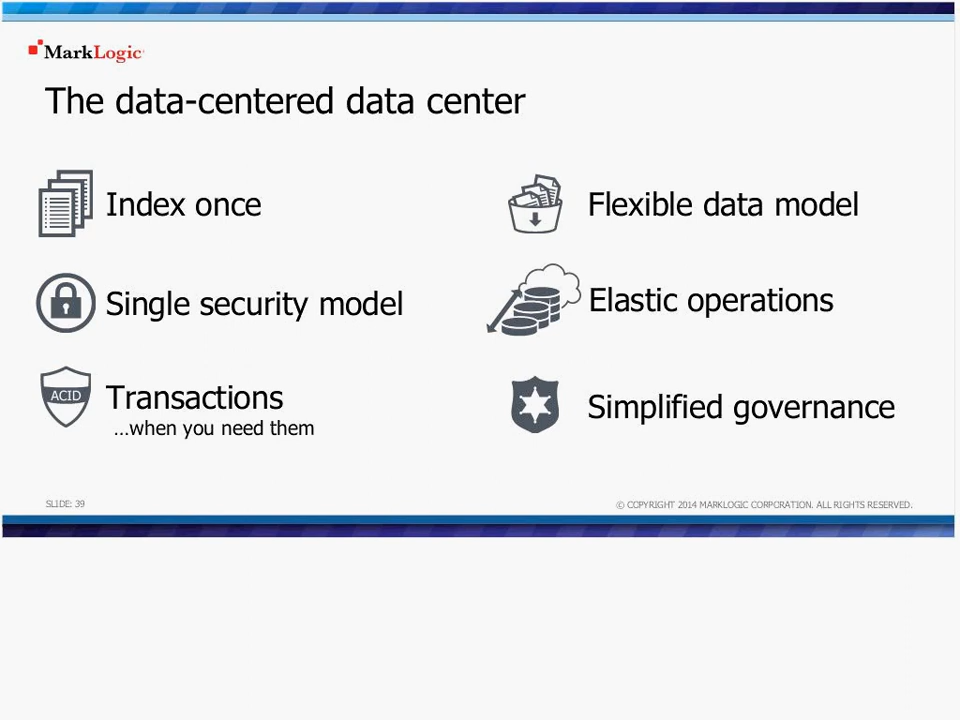 MarkLogic
The data-centered data center
Index once
Flexible data model
Single security model
Elastic operations
ACID
Transactions
...when you need them
Simplified governance
SLIDE: 39
© COPYRIGHT 2014 MARKLOGIC CORPORATION. ALL RIGHTS RESERVED.